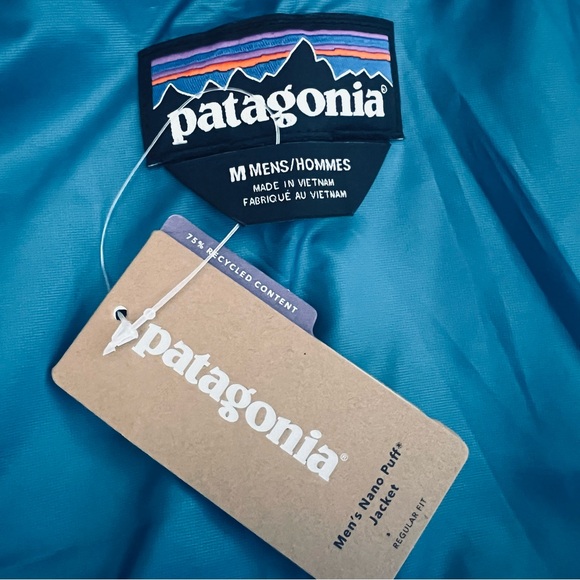 patagonia®
M MENS/HOMMES
MADE IN VIETNAM
FABRIQUÉ AU VIETNAM
75% RECYCLED CONTENT
patagonia®
Men's Nano Puff®
Jacket
REGULAR FIT